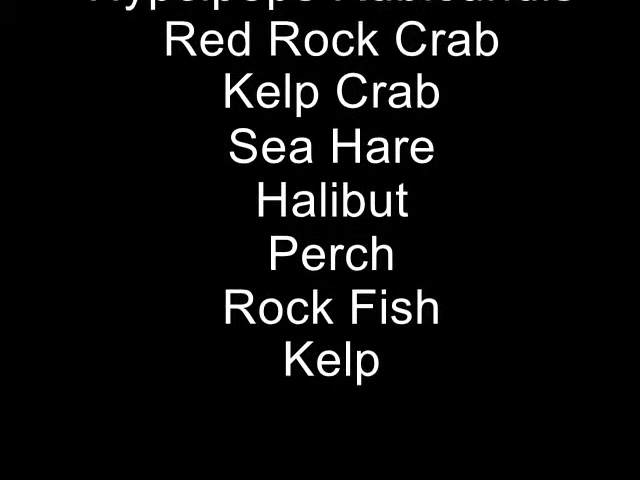 Red Rock Crab
Kelp Crab
Sea Hare
Halibut
Perch
Rock Fish
Kelp